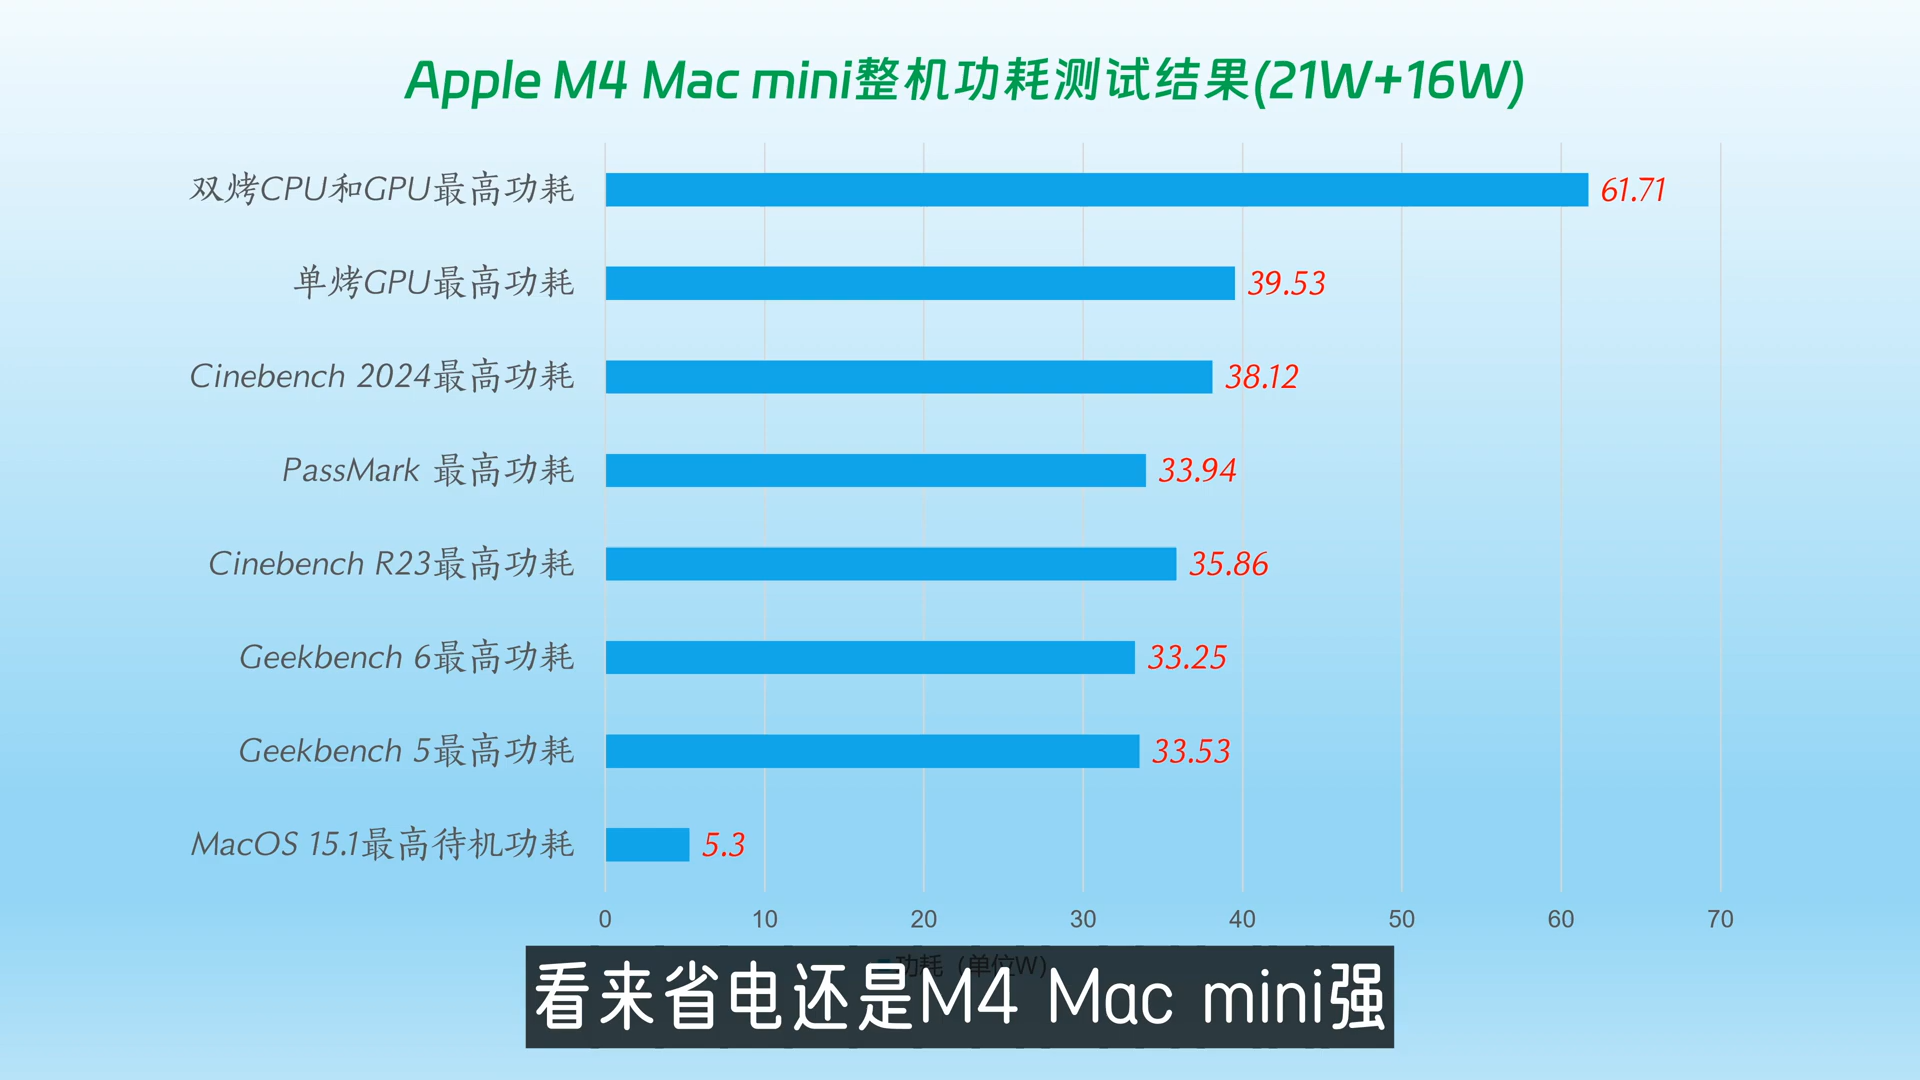 Apple M4 Mac mini整机功耗测试结果(21W+16W)
双烤CPU和GPU最高功耗
61.71
单烤GPU最高功耗
39.53
Cinebench 2024最高功耗
38.12
PassMark 最高功耗
33.94
Cinebench R23最高功耗
35.86
Geekbench 6最高功耗
33.25
Geekbench 5最高功耗
33.53
MacOS 15.1最高待机功耗
5.3
0 10 20 30 40 50 60 70
功耗（单位W）
看来省电还是M4 Mac mini强